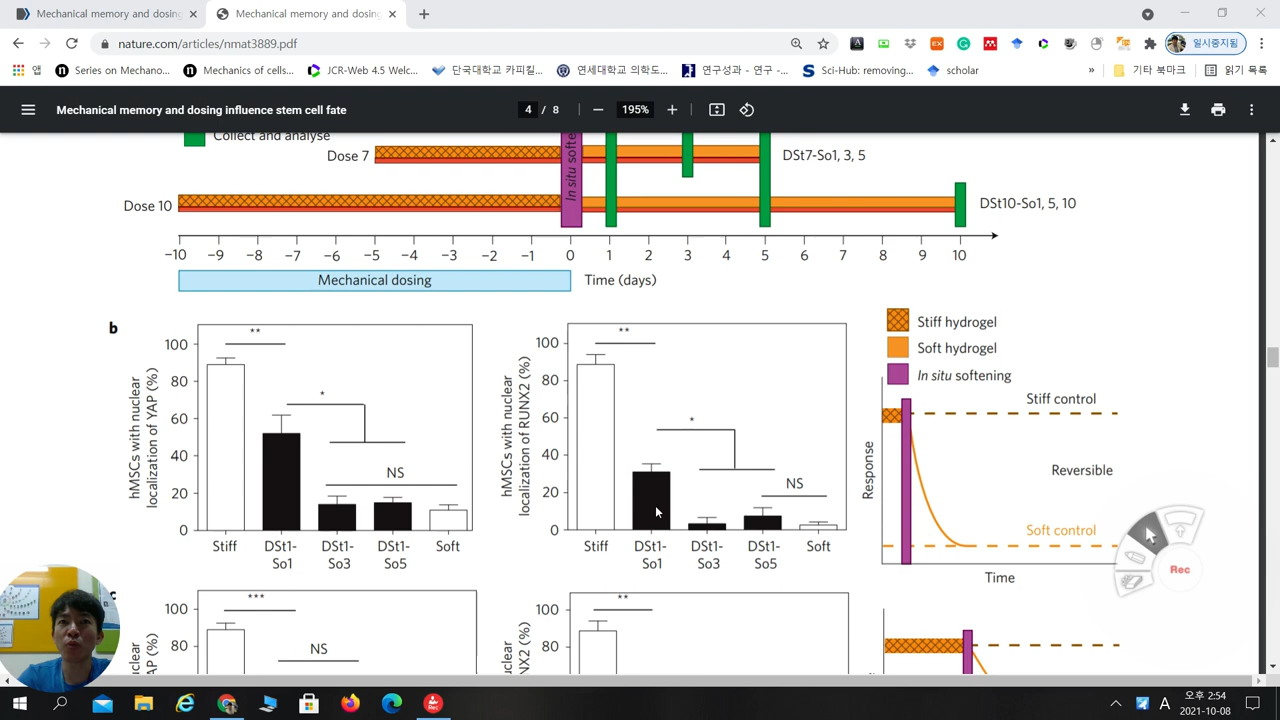 Mechanical memory and dosing
Mechanical memory and dosing
nature.com/articles/nmat3889.pdf
일시중지됨
앱
Series on Mechano...
Mechanics of cells...
JCR-Web 4.5 Welc...
단국대학교 카피킬...
연세대학교 의학도...
연구성과 - 연구 -...
Sci-Hub: removing...
scholar
»
기타 북마크
읽기 목록
Mechanical memory and dosing influence stem cell fate
4 / 8
195%
Collect and analyse
Dose 7
In situ softe
DSt7-So1, 3, 5
Dose 10
DSt10-So1, 5, 10
−10 −9 −8 −7 −6 −5 −4 −3 −2 −1 0 1 2 3 4 5 6 7 8 9 10
Mechanical dosing
Time (days)
b
hMSCs with nuclear
localization of YAP (%)
100
80
60
40
20
0
**
*
NS
Stiff
DSt1-
So1
DSt1-
So3
DSt1-
So5
Soft
hMSCs with nuclear
localization of RUNX2 (%)
100
80
60
40
20
0
**
*
NS
Stiff
DSt1-
So1
DSt1-
So3
DSt1-
So5
Soft
Stiff hydrogel
Soft hydrogel
In situ softening
Response
Stiff control
Reversible
Soft control
Time
Rec
c
100
80
***
NS
AP (%)
100
80
**
NX2 (%)
A
오후 2:54
2021-10-08